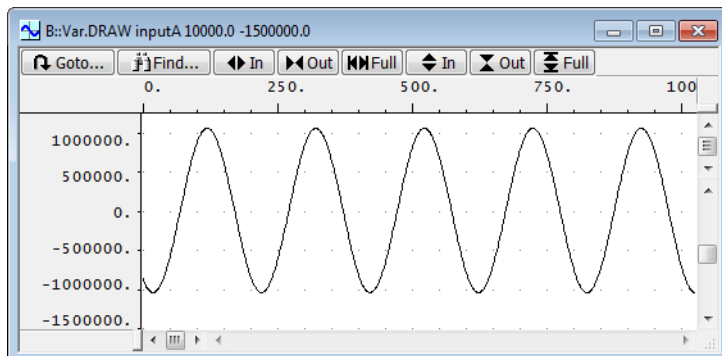 B::Var.DRAW inputA 10000.0 -1500000.0
Goto... Find... In Out Full In Out Full
0. 250. 500. 750. 100
1000000.
500000.
0.
-500000.
-1000000.
-1500000.